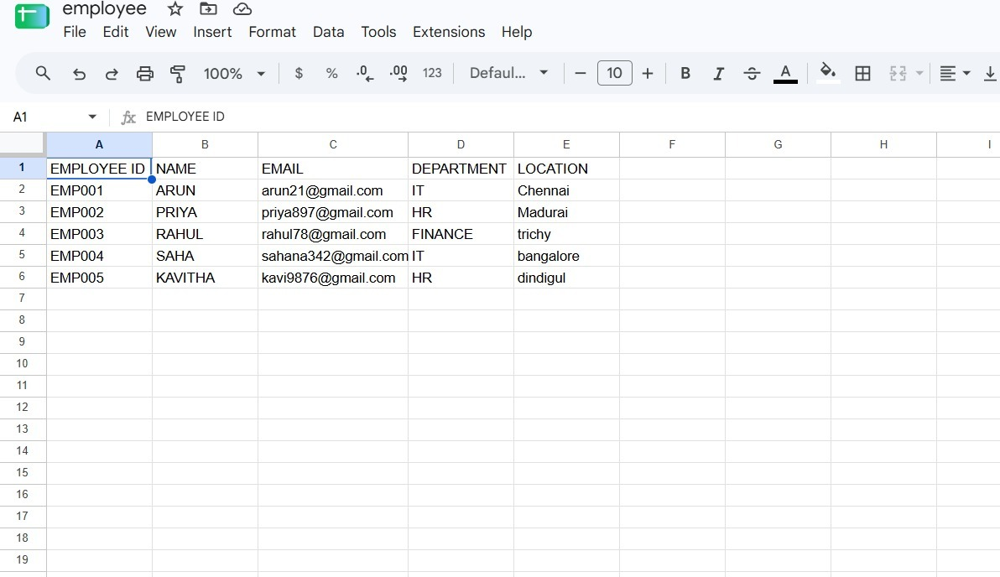 employee
File Edit View Insert Format Data Tools Extensions Help
100% $ % .0 .00 123 Defaul... 10 B I S A
A1 fx EMPLOYEE ID
A B C D E F G H I
1 EMPLOYEE ID NAME EMAIL DEPARTMENT LOCATION
2 EMP001 ARUN arun21@gmail.com IT Chennai
3 EMP002 PRIYA priya897@gmail.com HR Madurai
4 EMP003 RAHUL rahul78@gmail.com FINANCE trichy
5 EMP004 SAHA sahana342@gmail.com IT bangalore
6 EMP005 KAVITHA kavi9876@gmail.com HR dindigul
7
8
9
10
11
12
13
14
15
16
17
18
19